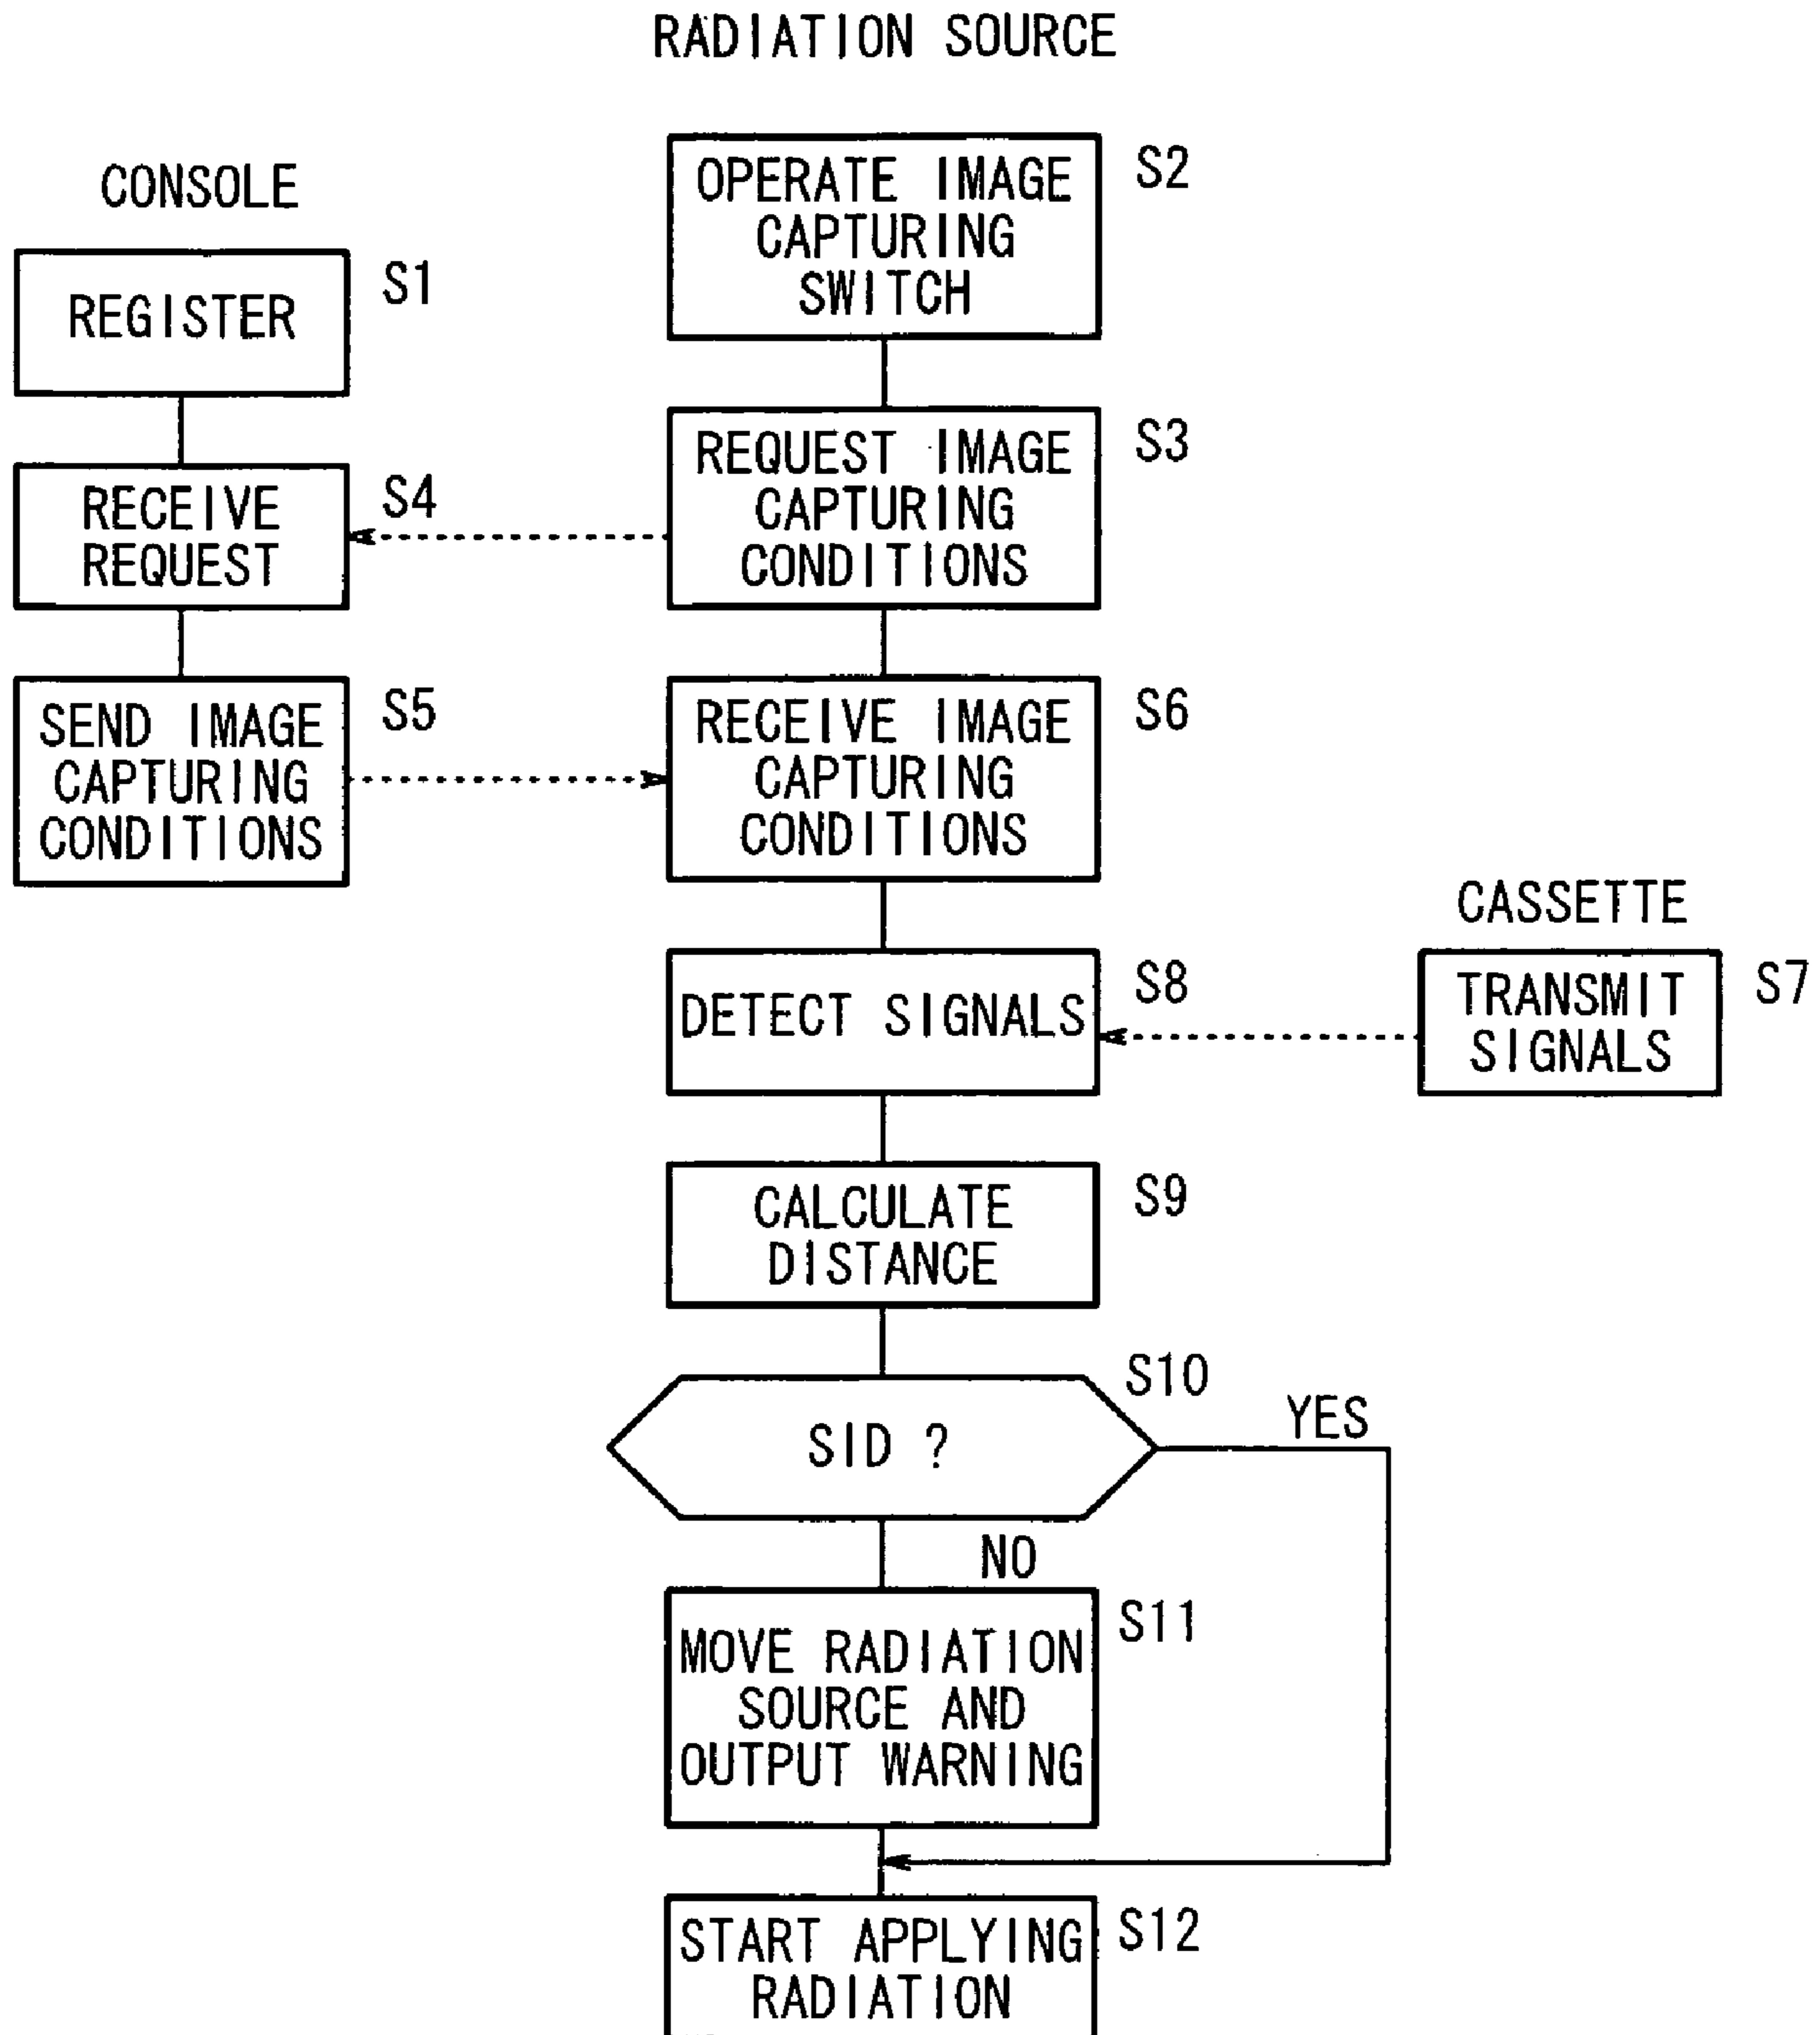 RADIATION SOURCE
CONSOLE
REGISTER
S1
OPERATE IMAGE
CAPTURING
SWITCH
S2
REQUEST IMAGE
CAPTURING
CONDITIONS
S3
RECEIVE
REQUEST
S4
SEND IMAGE
CAPTURING
CONDITIONS
S5
RECEIVE IMAGE
CAPTURING
CONDITIONS
S6
CASSETTE
TRANSMIT
SIGNALS
S7
DETECT SIGNALS
S8
CALCULATE
DISTANCE
S9
SID ?
S10
YES
NO
MOVE RADIATION
SOURCE AND
OUTPUT WARNING
S11
START APPLYING
RADIATION
S12